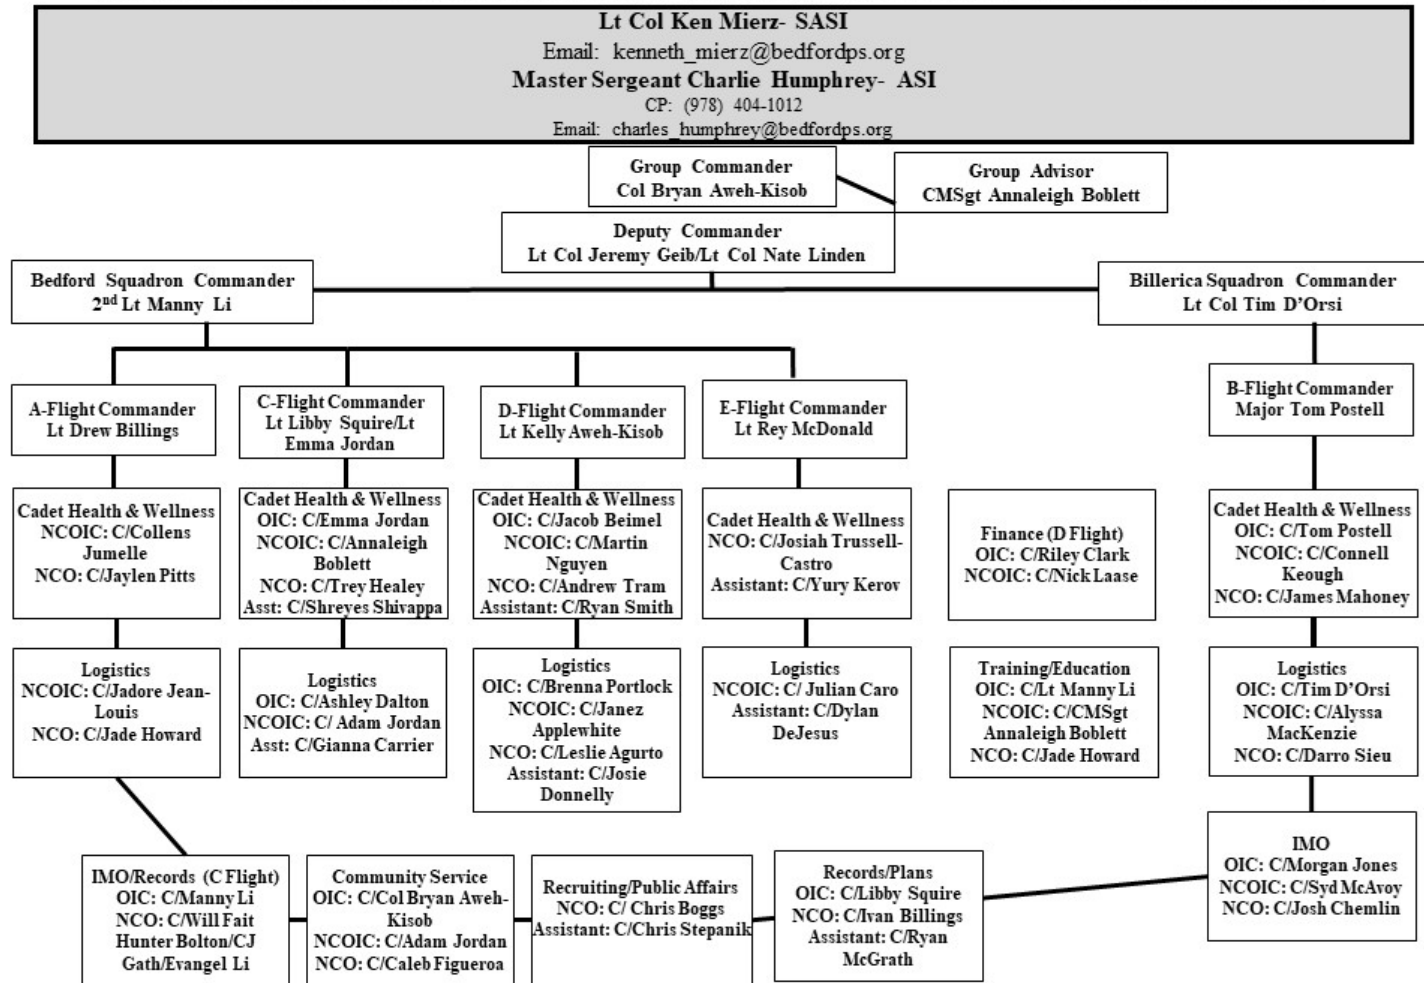 Lt Col Ken Mierz- SASI
Email: kenneth_mierz@bedfordps.org
Master Sergeant Charlie Humphrey- ASI
CP: (978) 404-1012
Email: charles_humphrey@bedfordps.org
Group Commander
Col Bryan Aweh-Kisob
Group Advisor
CMSgt Annaleigh Boblett
Deputy Commander
Lt Col Jeremy Geib/Lt Col Nate Linden
Bedford Squadron Commander
2nd Lt Manny Li
Billerica Squadron Commander
Lt Col Tim D’Orsi
A-Flight Commander
Lt Drew Billings
C-Flight Commander
Lt Libby Squire/Lt
Emma Jordan
D-Flight Commander
Lt Kelly Aweh-Kisob
E-Flight Commander
Lt Rey McDonald
B-Flight Commander
Major Tom Postell
Cadet Health & Wellness
NCOIC: C/Collens
Jumelle
NCO: C/Jaylen Pitts
Cadet Health & Wellness
OIC: C/Emma Jordan
NCOIC: C/Annaleigh
Boblett
NCO: C/Trey Healey
Asst: C/Shreyes Shivappa
Cadet Health & Wellness
OIC: C/Jacob Beimel
NCOIC: C/Martin
Nguyen
NCO: C/Andrew Tram
Assistant: C/Ryan Smith
Cadet Health & Wellness
NCO: C/Josiah Trussell-
Castro
Assistant: C/Yury Kerov
Finance (D Flight)
OIC: C/Riley Clark
NCOIC: C/Nick Laase
Cadet Health & Wellness
OIC: C/Tom Postell
NCOIC: C/Connell
Keough
NCO: C/James Mahoney
Logistics
NCOIC: C/Jadore Jean-
Louis
NCO: C/Jade Howard
Logistics
OIC: C/Ashley Dalton
NCOIC: C/ Adam Jordan
Asst: C/Gianna Carrier
Logistics
OIC: C/Brenna Portlock
NCOIC: C/Janez
Applewhite
NCO: C/Leslie Agurto
Assistant: C/Josie
Donnelly
Logistics
NCOIC: C/ Julian Caro
Assistant: C/Dylan
DeJesus
Training/Education
OIC: C/Lt Manny Li
NCOIC: C/CMSgt
Annaleigh Boblett
NCO: C/Jade Howard
Logistics
OIC: C/Tim D’Orsi
NCOIC: C/Alyssa
MacKenzie
NCO: C/Darro Sieu
IMO/Records (C Flight)
OIC: C/Manny Li
NCO: C/Will Fait
Hunter Bolton/CJ
Gath/Evangel Li
Community Service
OIC: C/Col Bryan Aweh-
Kisob
NCOIC: C/Adam Jordan
NCO: C/Caleb Figueroa
Recruiting/Public Affairs
NCO: C/ Chris Boggs
Assistant: C/Chris Stepanik
Records/Plans
OIC: C/Libby Squire
NCO: C/Ivan Billings
Assistant: C/Ryan
McGrath
IMO
OIC: C/Morgan Jones
NCOIC: C/Syd McAvoy
NCO: C/Josh Chemlin